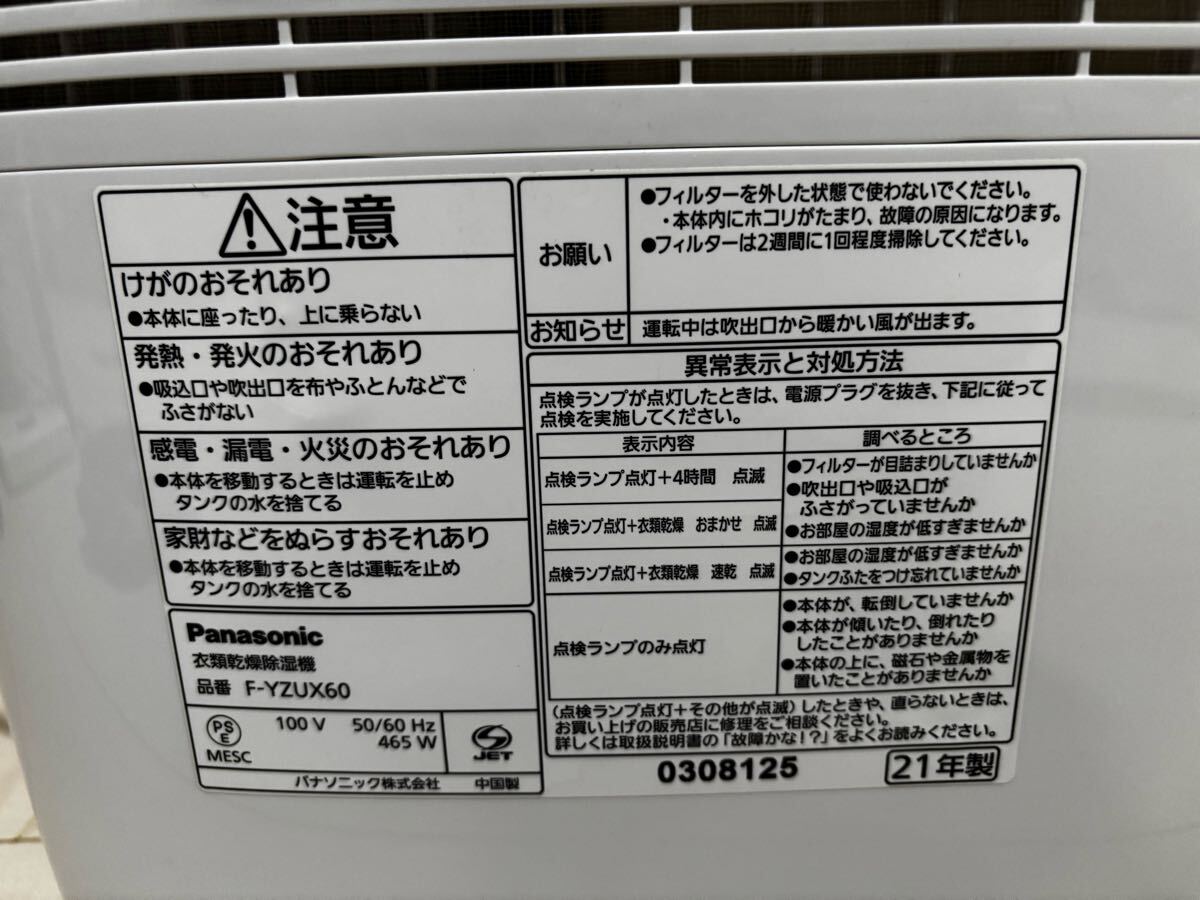 注意
けがのおそれあり
●本体に座ったり、上に乗らない
発熱・発火のおそれあり
●吸込口や吹出口を布やふとんなどで
ふさがない
感電・漏電・火災のおそれあり
●本体を移動するときは運転を止め
タンクの水を捨てる
家財などをぬらすおそれあり
●本体を移動するときは運転を止め
タンクの水を捨てる
Panasonic
衣類乾燥除湿機
品番 F-YZUX60
PS
E
MESC
100 V 50/60 Hz
465 W
JET
パナソニック株式会社 中国製
お願い
●フィルターを外した状態で使わないでください。
・本体内にホコリがたまり、故障の原因になります。
●フィルターは2週間に1回程度掃除してください。
お知らせ 運転中は吹出口から暖かい風が出ます。
異常表示と対処方法
点検ランプが点灯したときは、電源プラグを抜き、下記に従って
点検を実施してください。
表示内容 調べるところ
点検ランプ点灯+4時間 点滅
点検ランプ点灯+衣類乾燥 おまかせ 点滅
●フィルターが目詰まりしていませんか
●吹出口や吸込口が
ふさがっていませんか
●お部屋の湿度が低すぎませんか
点検ランプ点灯+衣類乾燥 速乾 点滅
●お部屋の湿度が低すぎませんか
●タンクふたをつけ忘れていませんか
点検ランプのみ点灯
●本体が、転倒していませんか
●本体が傾いたり、倒れたり
したことがありませんか
●本体の上に、磁石や金属物を
置いたことがありませんか
(点検ランプ点灯+その他が点滅)したときや、直らないときは、
お買い上げの販売店に修理をご相談ください。
詳しくは取扱説明書の「故障かな!?」をよくお読みください。
0308125 21年製